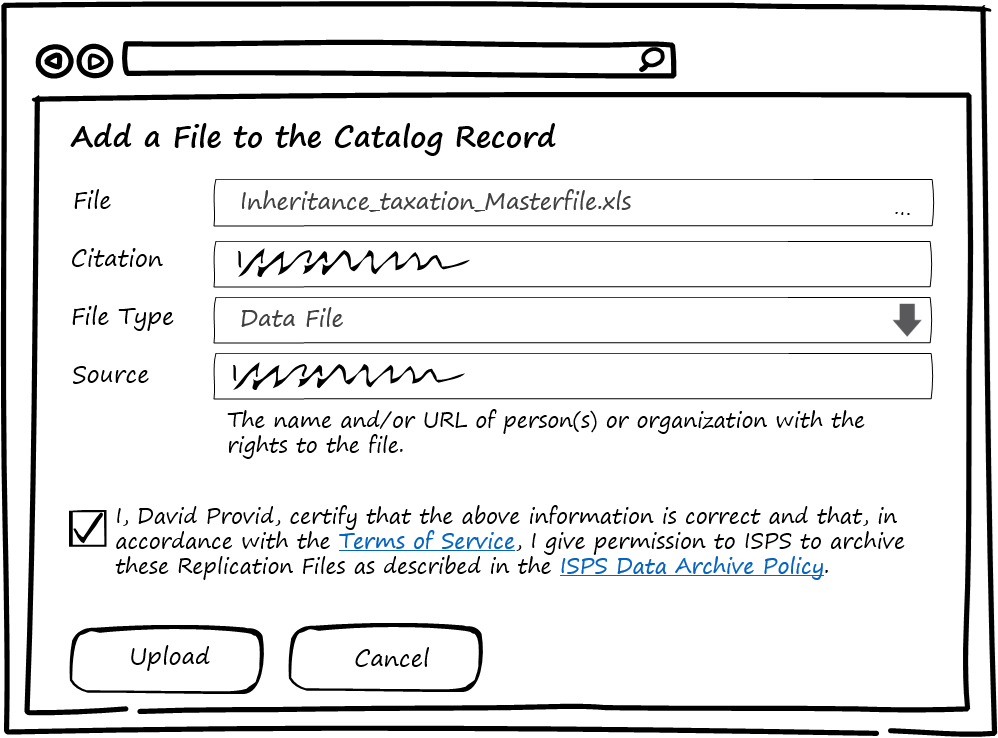 Add a File to the Catalog Record
File
Inheritance_taxation_Masterfile.xls
...
Citation
File Type
Data File
Source
The name and/or URL of person(s) or organization with the
rights to the file.
I, David Provid, certify that the above information is correct and that, in
accordance with the Terms of Service, I give permission to ISPS to archive
these Replication Files as described in the ISPS Data Archive Policy.
Upload
Cancel